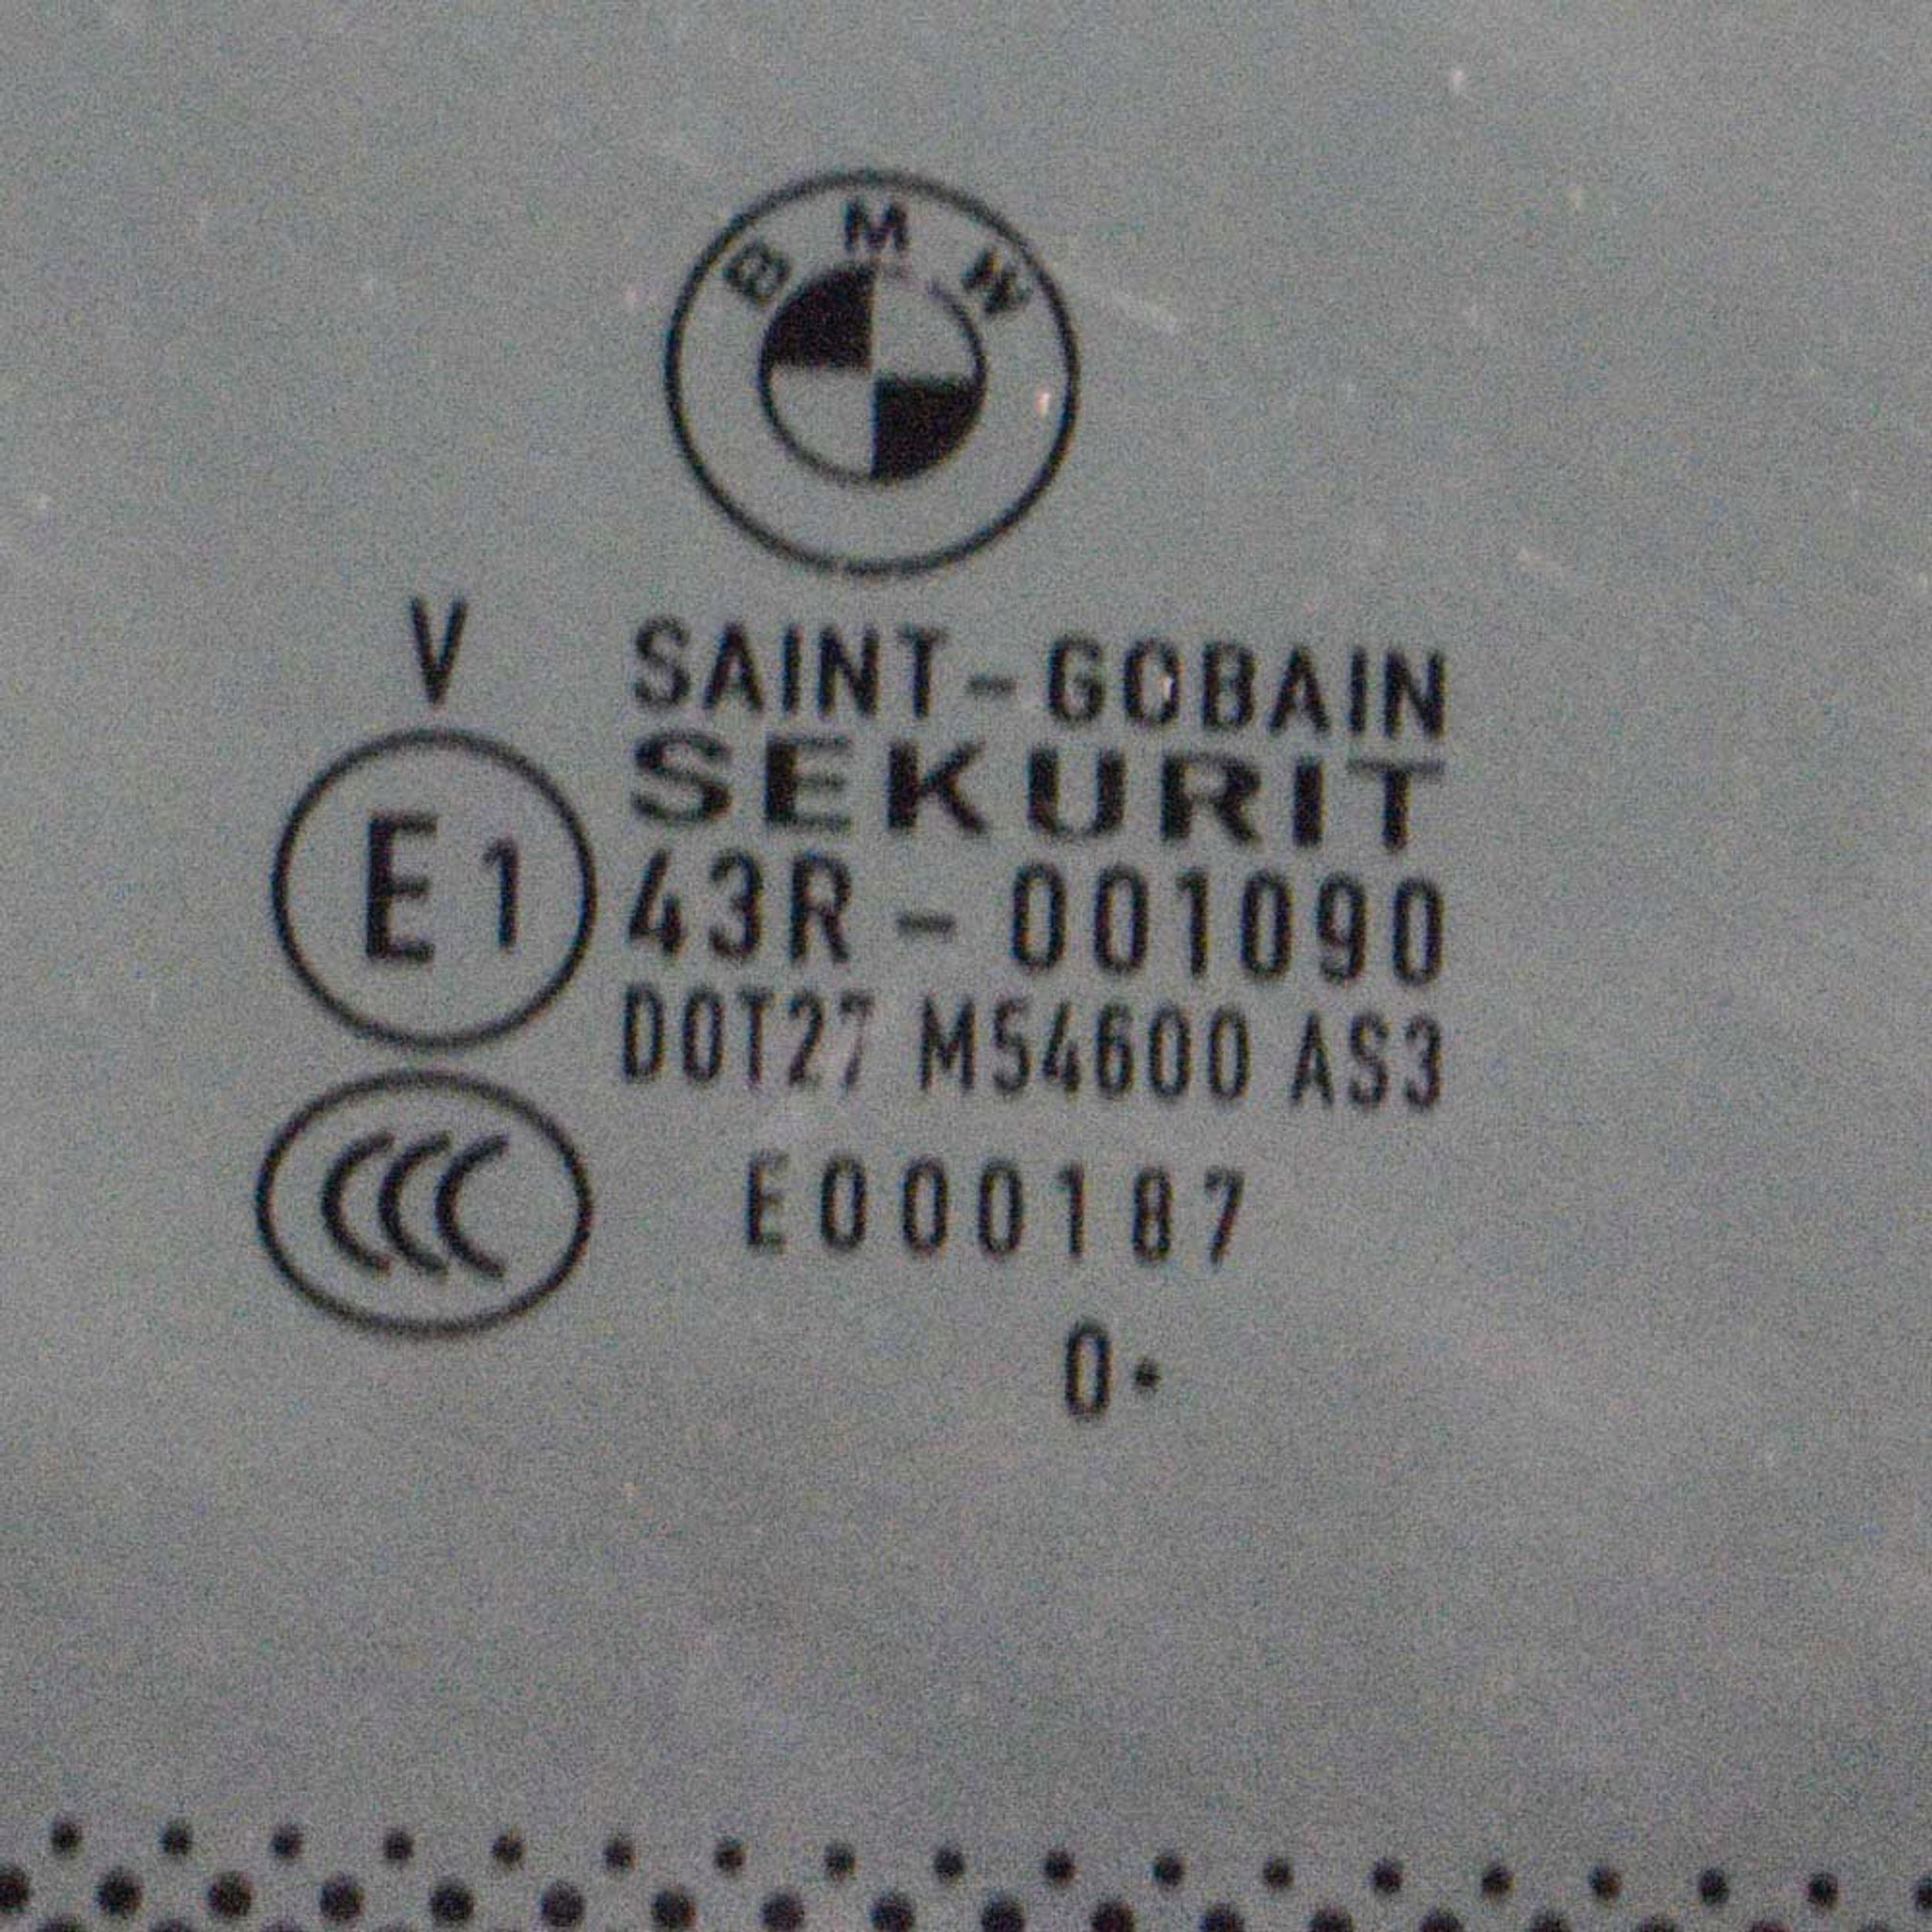 BMW
V
SAINT-GOBAIN
SEKURIT
E1
43R - 001090
DOT27 M54600 AS3
CCC
E000187
0•